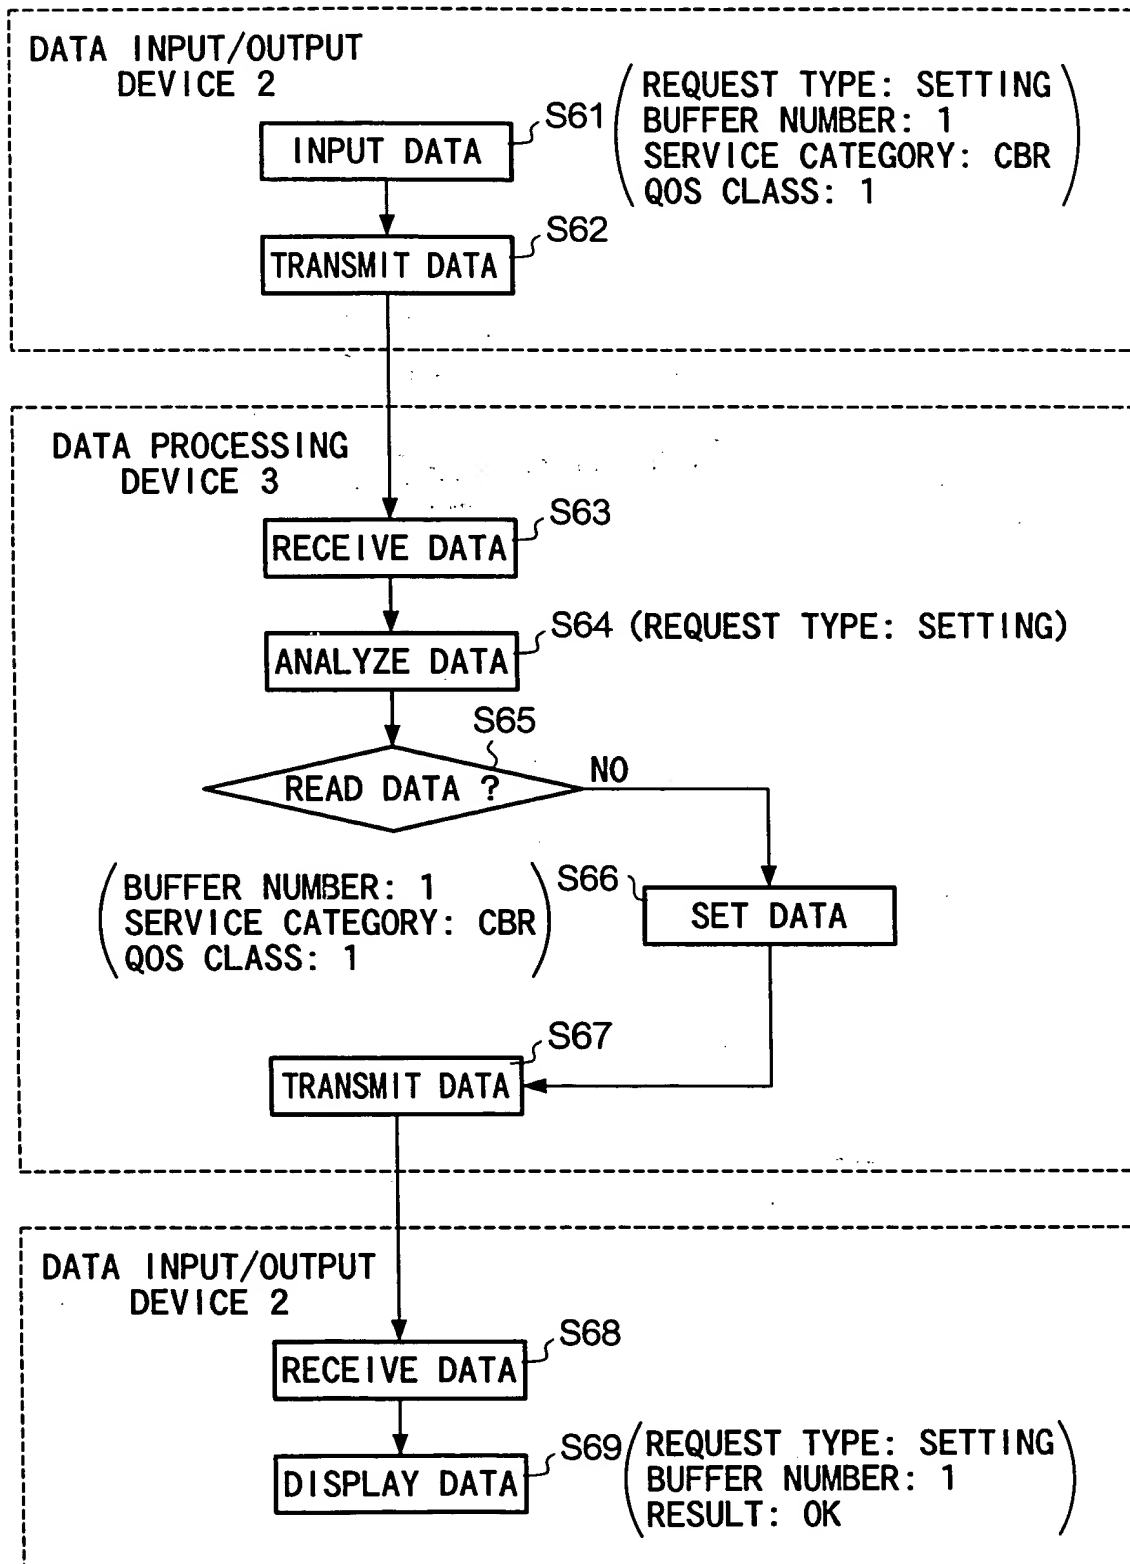 DATA INPUT/OUTPUT
DEVICE 2
REQUEST TYPE: SETTING
BUFFER NUMBER: 1
SERVICE CATEGORY: CBR
QOS CLASS: 1
S61
INPUT DATA
S62
TRANSMIT DATA
DATA PROCESSING
DEVICE 3
S63
RECEIVE DATA
S64 (REQUEST TYPE: SETTING)
ANALYZE DATA
S65
READ DATA ?
NO
BUFFER NUMBER: 1
SERVICE CATEGORY: CBR
QOS CLASS: 1
S66
SET DATA
S67
TRANSMIT DATA
DATA INPUT/OUTPUT
DEVICE 2
S68
RECEIVE DATA
S69
DISPLAY DATA
REQUEST TYPE: SETTING
BUFFER NUMBER: 1
RESULT: OK